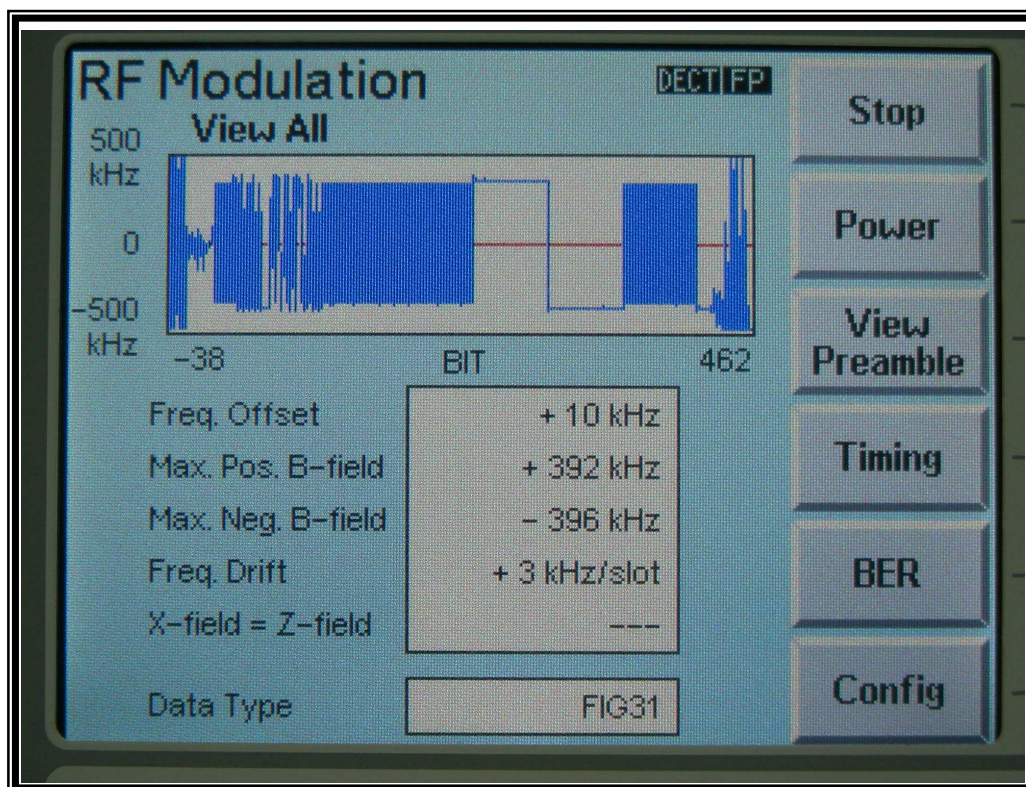 RF Modulation
DECT FP
View All
500
kHz
0
-500
kHz
-38
BIT
462
Freq. Offset
+ 10 kHz
Max. Pos. B-field
+ 392 kHz
Max. Neg. B-field
- 396 kHz
Freq. Drift
+ 3 kHz/slot
X-field = Z-field
---
Data Type
FIG31
Stop
Power
View
Preamble
Timing
BER
Config